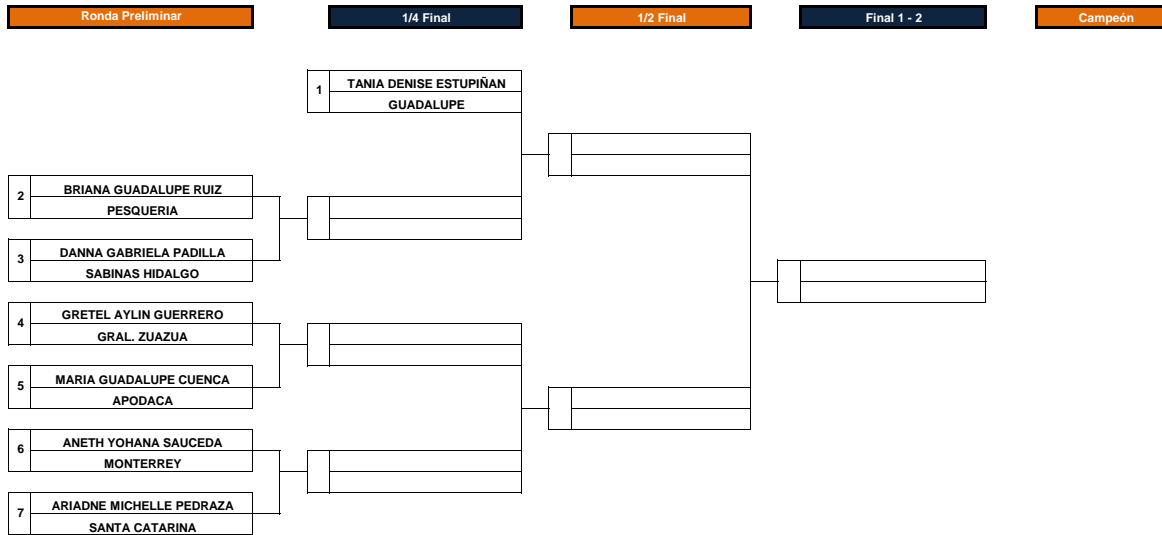 Ronda Preliminar
1/4 Final
1/2 Final
Final 1 - 2
Campeón
1
TANIA DENISE ESTUPIÑAN
GUADALUPE
2
BRIANA GUADALUPE RUIZ
PESQUERIA
3
DANNA GABRIELA PADILLA
SABINAS HIDALGO
4
GRETEL AYLIN GUERRERO
GRAL. ZUAZUA
5
MARIA GUADALUPE CUENCA
APODACA
6
ANETH YOHANA SAUCEDA
MONTERREY
7
ARIADNE MICHELLE PEDRAZA
SANTA CATARINA